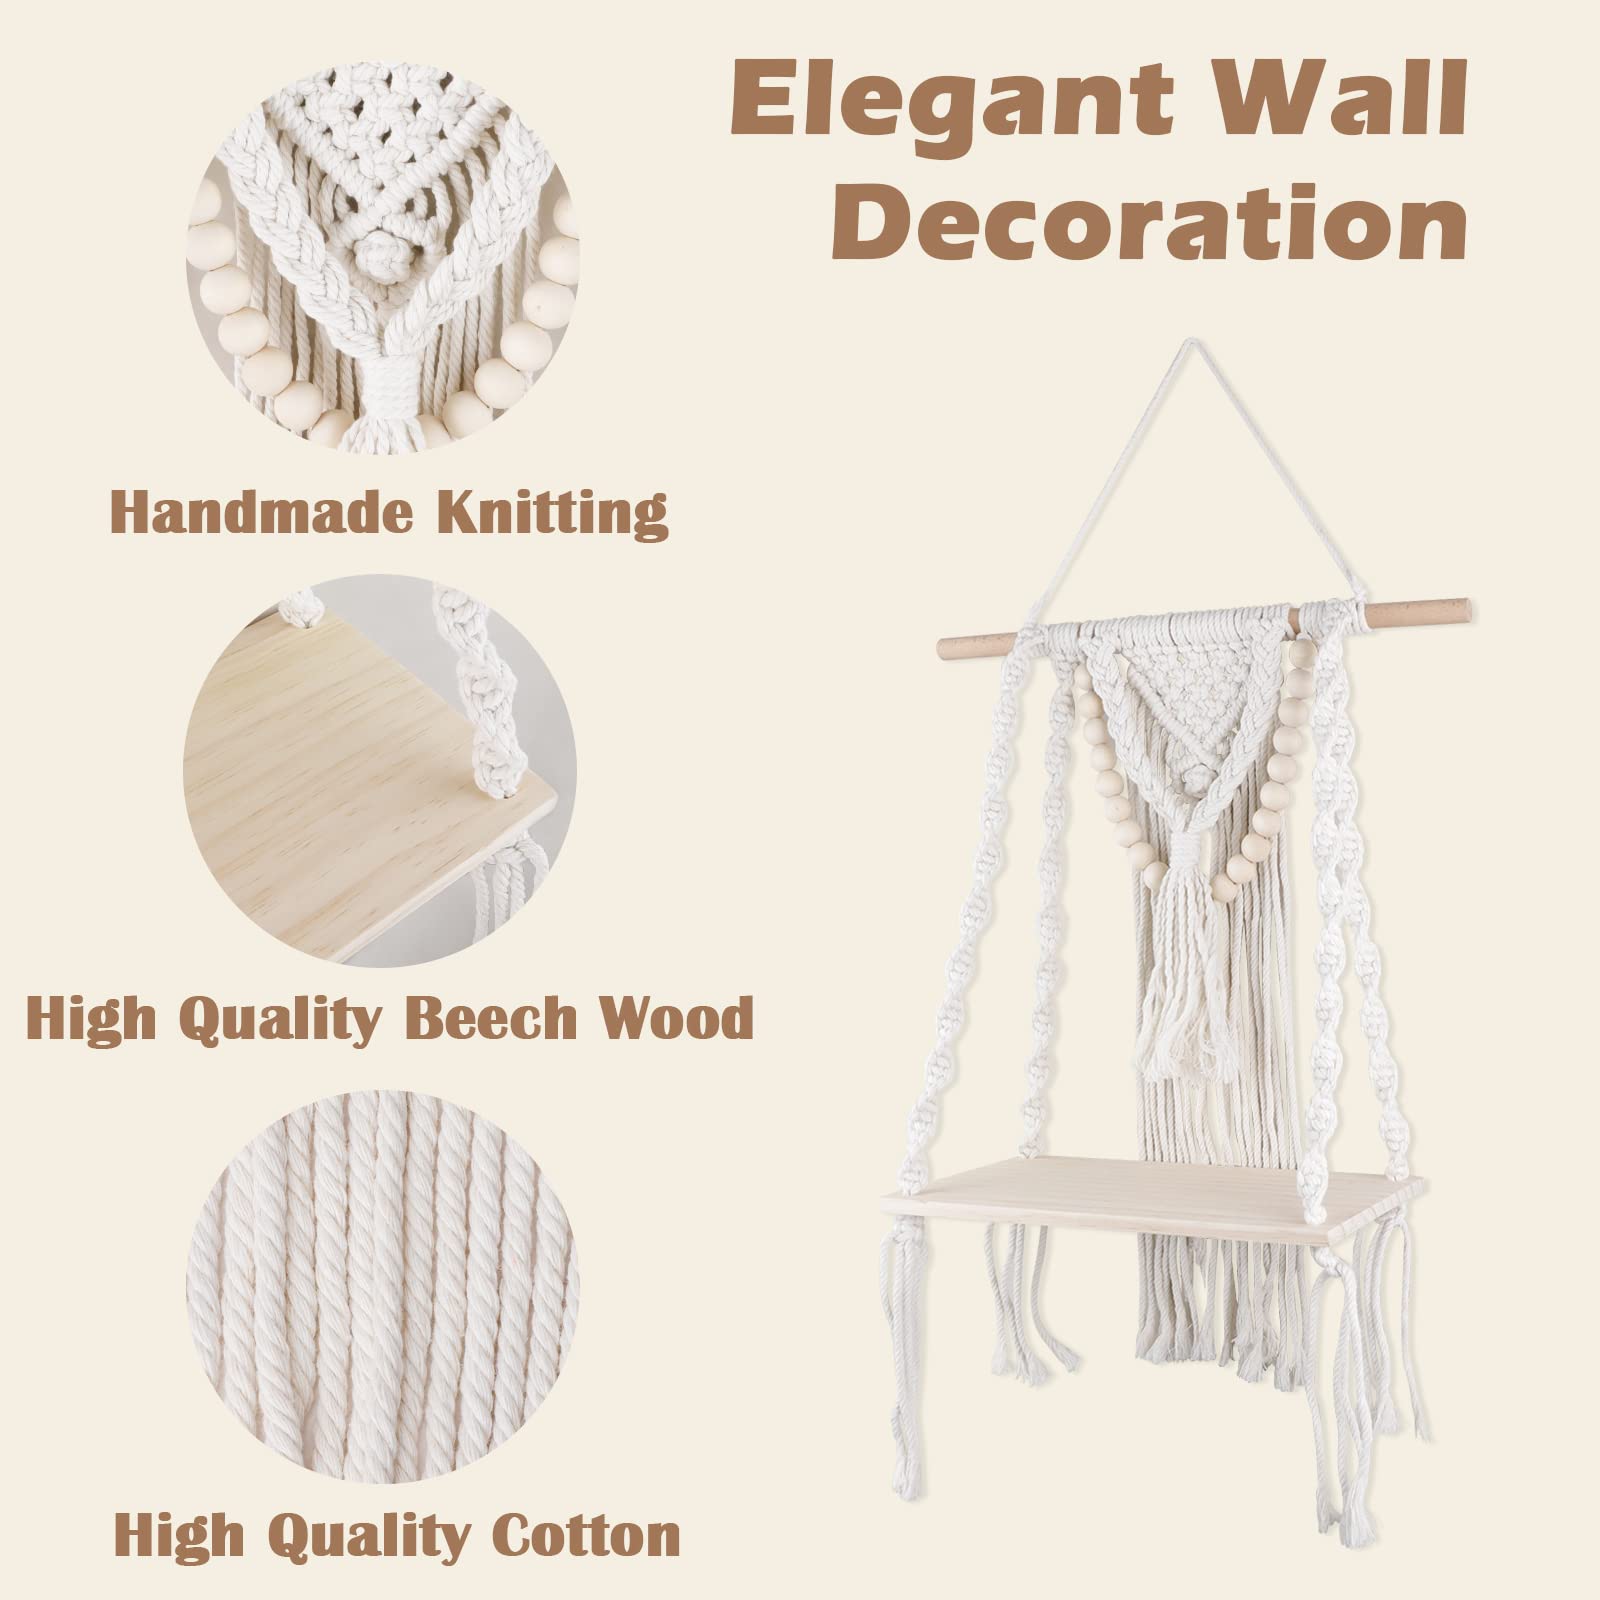 Elegant Wall
Decoration
Handmade Knitting
High Quality Beech Wood
High Quality Cotton